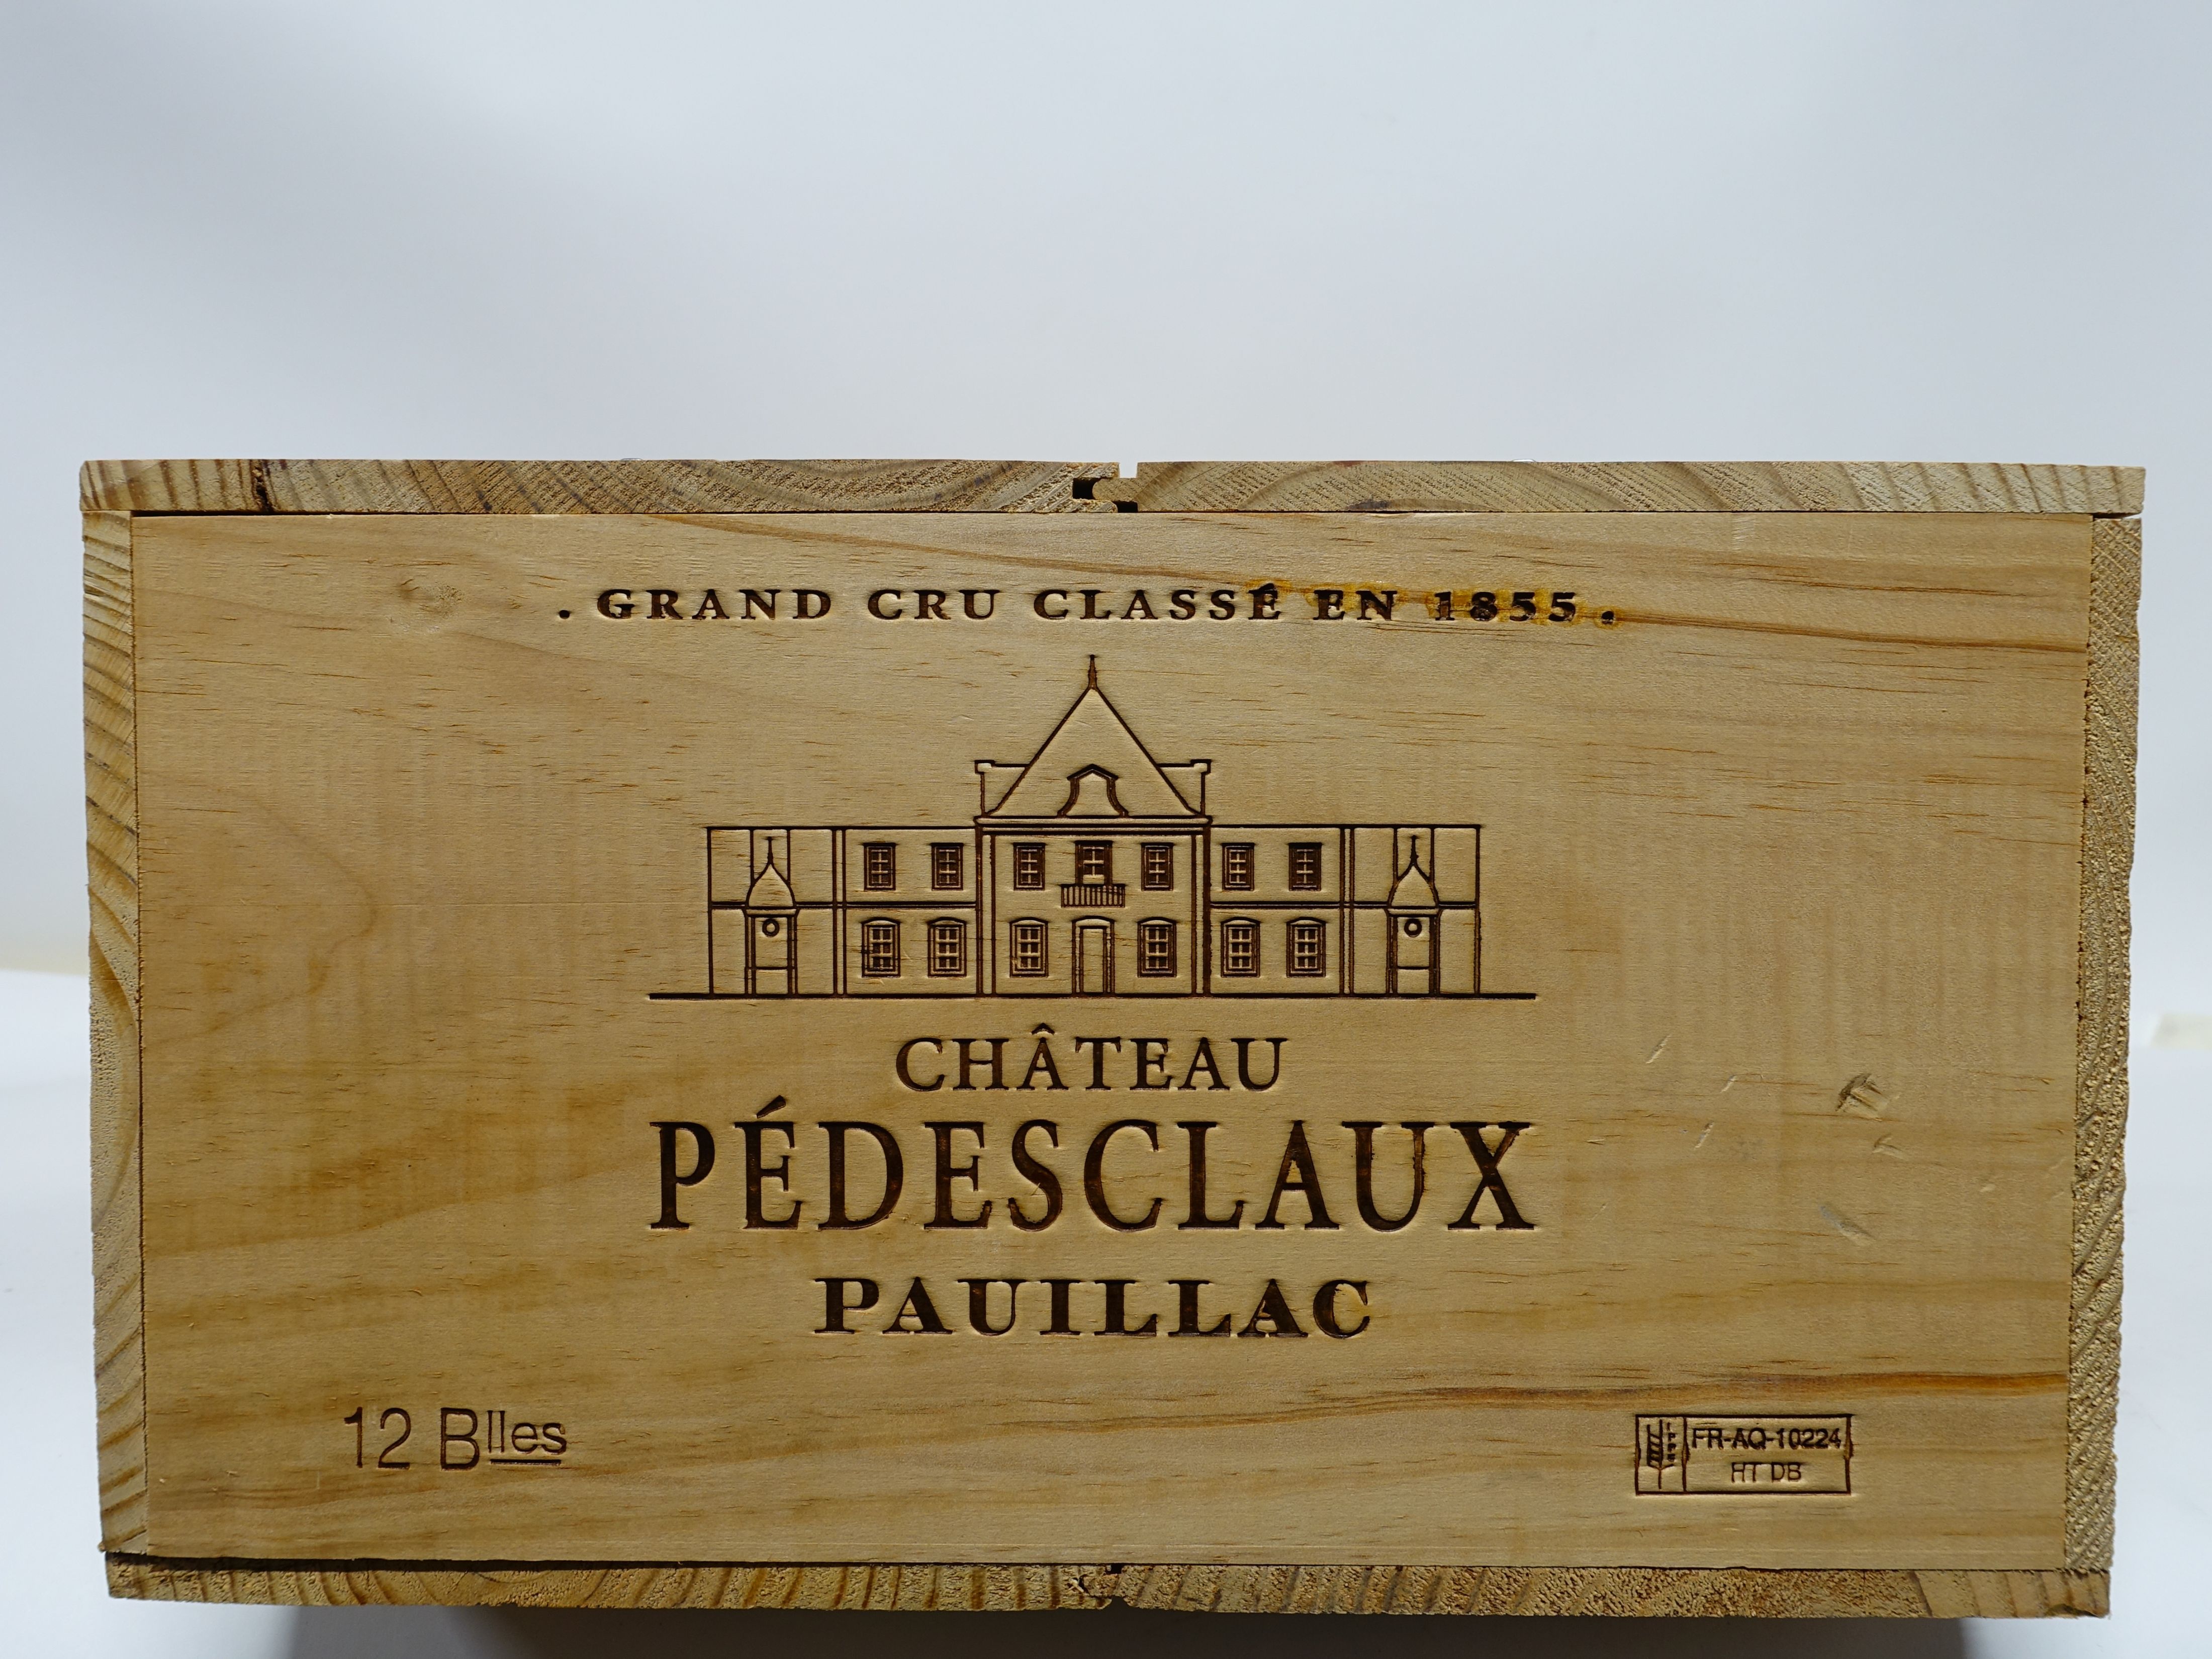 . GRAND CRU CLASSÉ EN 1855 .
CHÂTEAU
PÉDESCLAUX
PAUILLAC
12 Blles
FR-AQ-10224
HT DB